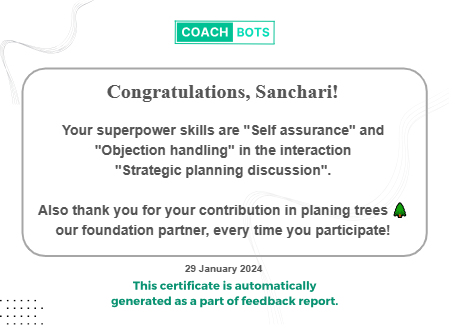 COACH BOTS
Congratulations, Sanchari!
Your superpower skills are "Self assurance" and
"Objection handling" in the interaction
"Strategic planning discussion".
Also thank you for your contribution in planing trees 🌲
our foundation partner, every time you participate!
29 January 2024
This certificate is automatically
generated as a part of feedback report.